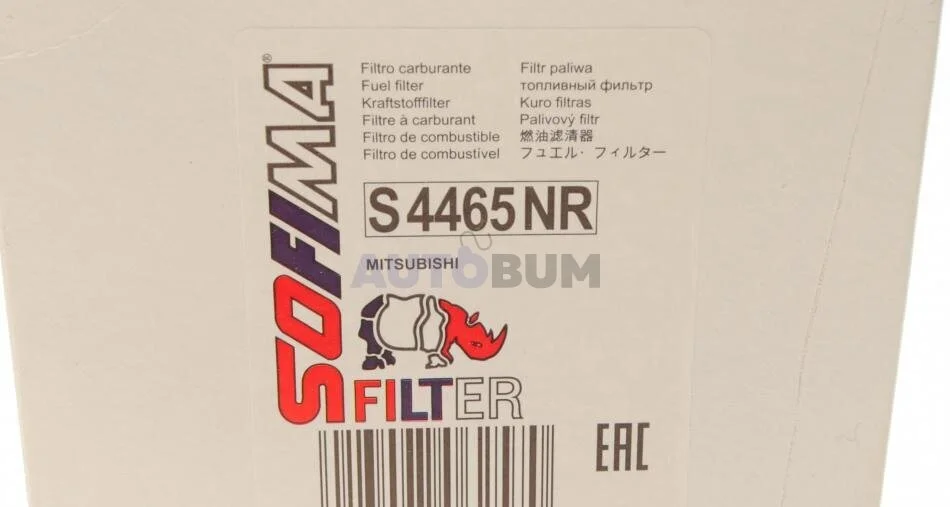 SOFIMA®
Filtro carburante
Fuel filter
Kraftstofffilter
Filtre à carburant
Filtro de combustible
Filtro de combustível
Filtr paliwa
топливный фильтр
Kuro filtras
Palivový filtr
燃油滤清器
フュエル・フィルター
S 4465 NR
MITSUBISHI
AUTOBUM
FILTER
EAC